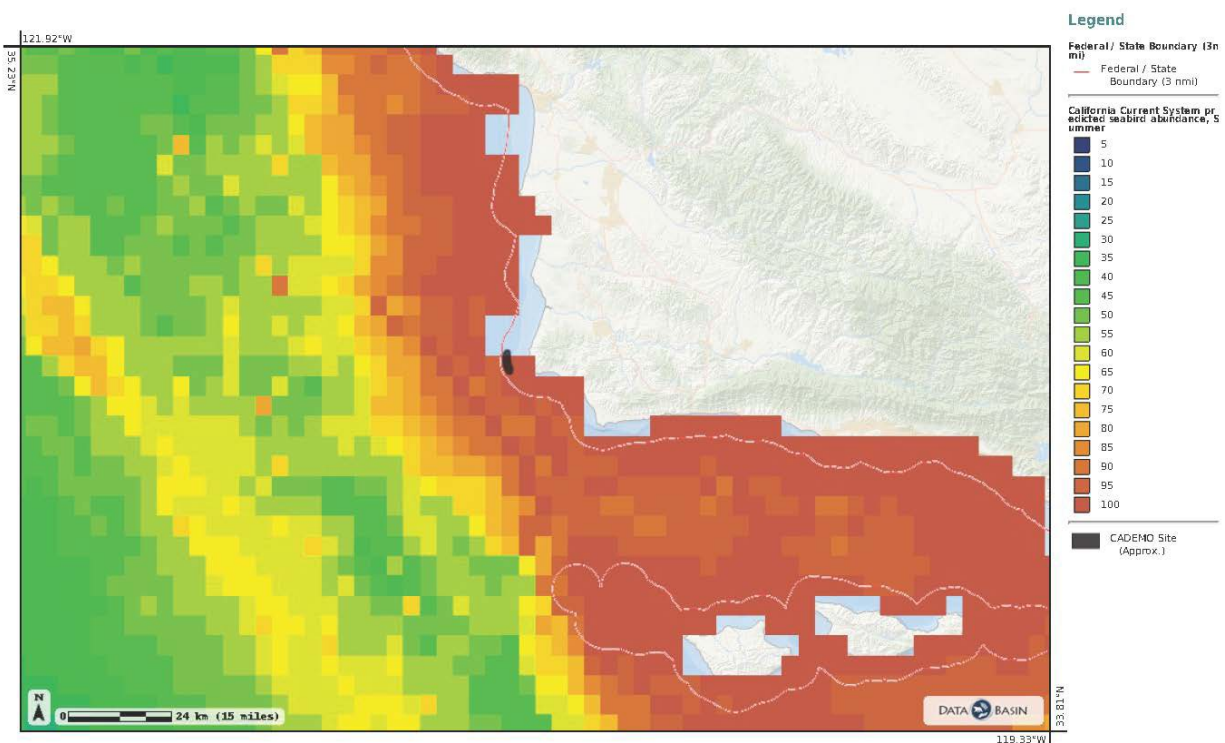 121.92°W
35.23°N
Legend
Federal / State Boundary (3n
mi)
Federal / State
Boundary (3 nmi)
California Current System pr
edicted seabird abundance, S
ummer
5
10
15
20
25
30
35
40
45
50
55
60
65
70
75
80
85
90
95
100
CADEMO Site
(Approx.)
N
0 24 km (15 miles)
DATA BASIN
33.81°N
119.33°W